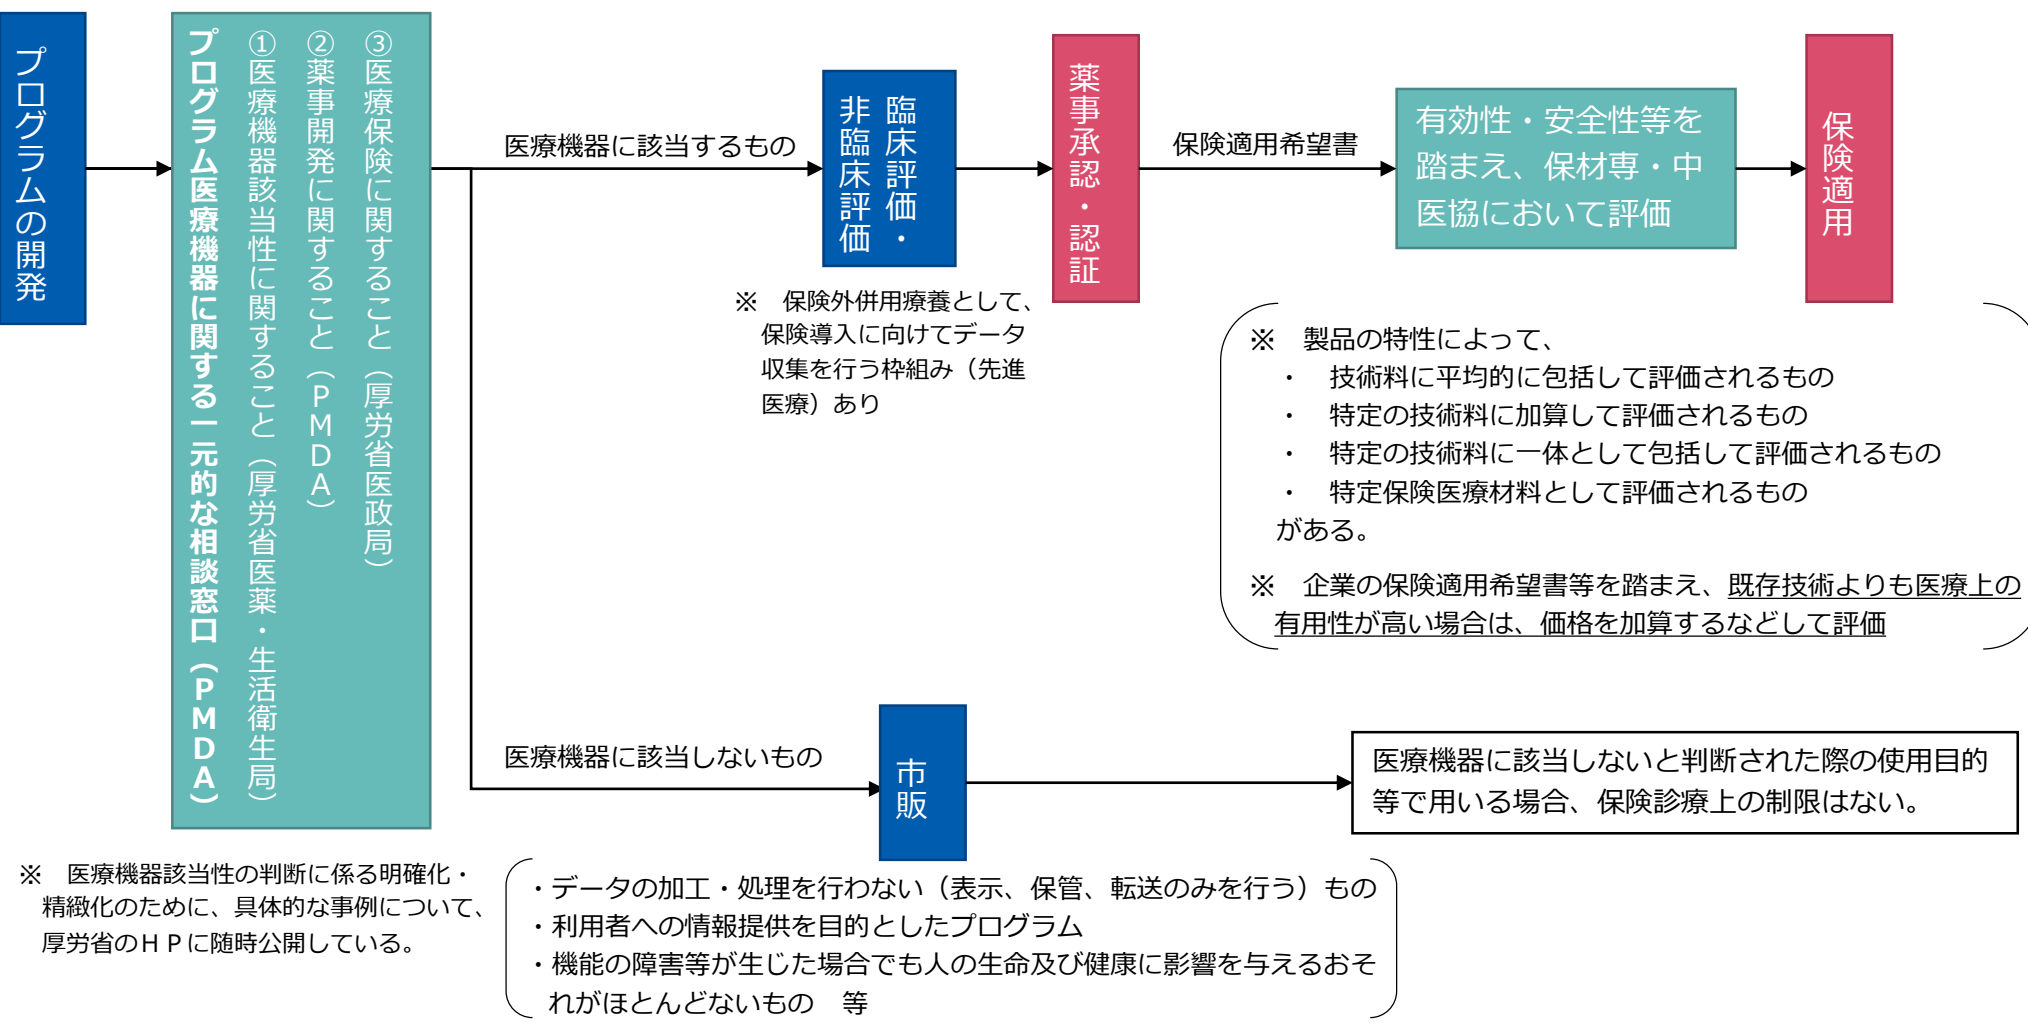 プログラムの開発
プログラム医療機器に関する一元的な相談窓口（ＰＭＤＡ）
①医療機器該当性に関すること（厚労省医薬・生活衛生局）
②薬事開発に関すること（ＰＭＤＡ）
③医療保険に関すること（厚労省医政局）
医療機器に該当するもの
臨床評価・
非臨床評価
※　保険外併用療養として、
保険導入に向けてデータ
収集を行う枠組み（先進
医療）あり
薬事承認・認証
保険適用希望書
有効性・安全性等を
踏まえ、保材専・中
医協において評価
保険適用
※　製品の特性によって、
・　技術料に平均的に包括して評価されるもの
・　特定の技術料に加算して評価されるもの
・　特定の技術料に一体として包括して評価されるもの
・　特定保険医療材料として評価されるもの
がある。
※　企業の保険適用希望書等を踏まえ、既存技術よりも医療上の
有用性が高い場合は、価格を加算するなどして評価
医療機器に該当しないもの
市販
医療機器に該当しないと判断された際の使用目的
等で用いる場合、保険診療上の制限はない。
※　医療機器該当性の判断に係る明確化・
精緻化のために、具体的な事例について、
厚労省のＨＰに随時公開している。
・データの加工・処理を行わない（表示、保管、転送のみを行う）もの
・利用者への情報提供を目的としたプログラム
・機能の障害等が生じた場合でも人の生命及び健康に影響を与えるおそ
れがほとんどないもの　等